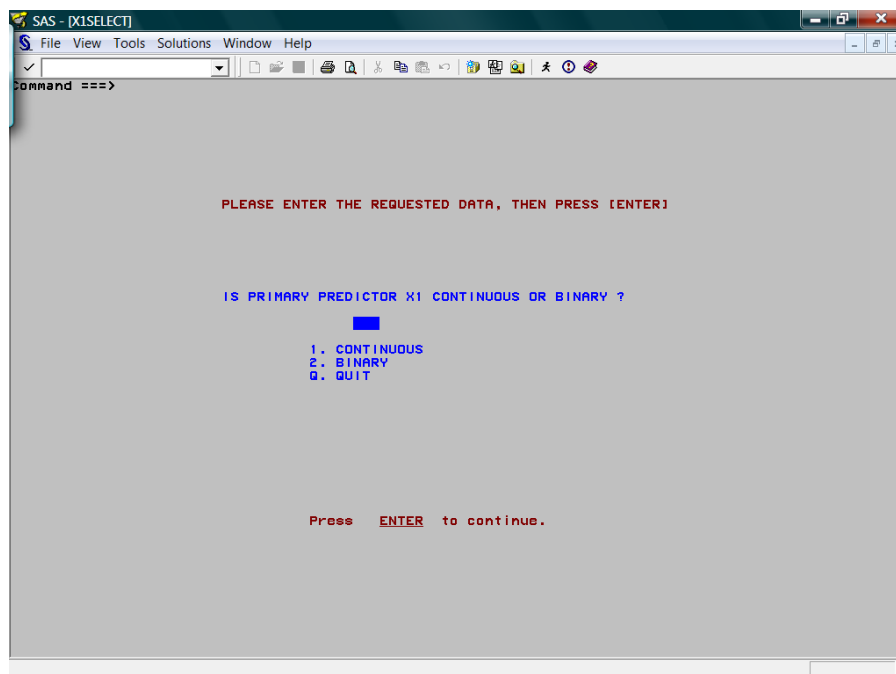 SAS - [X1SELECT]
File View Tools Solutions Window Help
Command ===>
PLEASE ENTER THE REQUESTED DATA, THEN PRESS [ENTER]
IS PRIMARY PREDICTOR X1 CONTINUOUS OR BINARY ?
1. CONTINUOUS
2. BINARY
Q. QUIT
Press ENTER to continue.